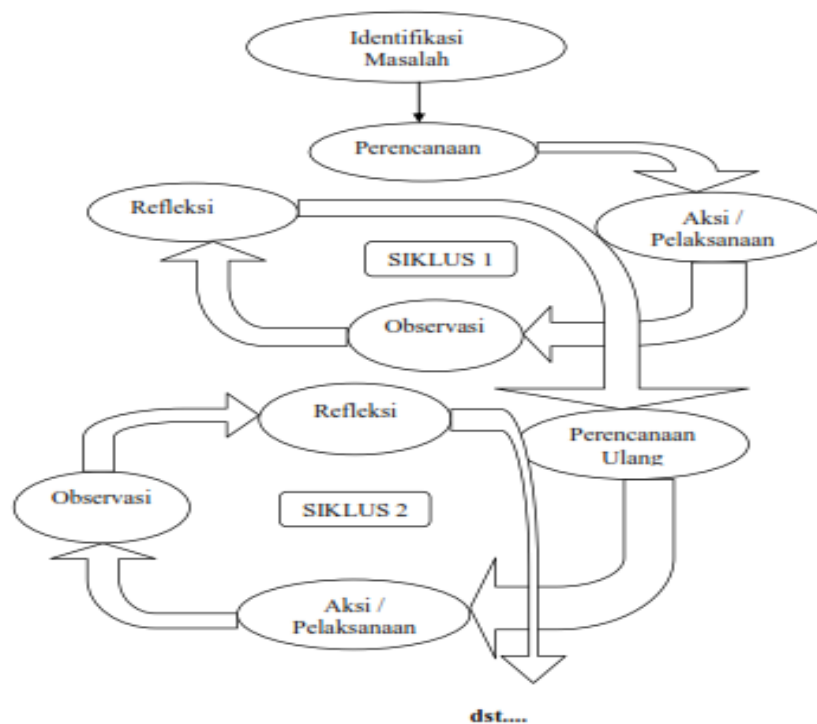 Identifikasi
Masalah
Perencanaan
Aksi /
Pelaksanaan
Refleksi
SIKLUS 1
Observasi
Refleksi
Perencanaan
Ulang
Observasi
SIKLUS 2
Aksi /
Pelaksanaan
dst....